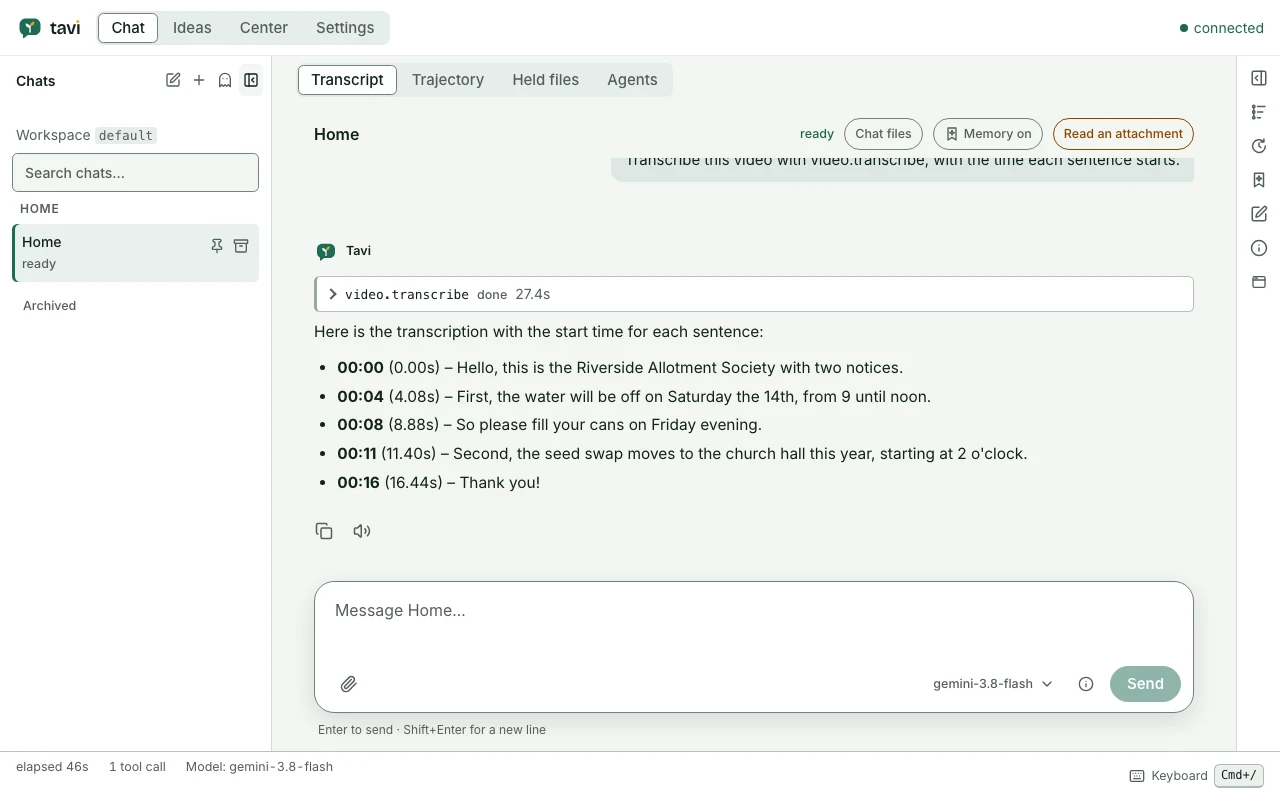 tavi
Chat Ideas Center Settings
connected
Chats
Workspace default
Search chats...
HOME
Home
ready
Archived
Transcript Trajectory Held files Agents
Home
ready Chat files Memory on Read an attachment
Transcribe this video with video.transcribe, with the time each sentence starts.
Tavi
video.transcribe done 27.4s
Here is the transcription with the start time for each sentence:
• 00:00 (0.00s) – Hello, this is the Riverside Allotment Society with two notices.
• 00:04 (4.08s) – First, the water will be off on Saturday the 14th, from 9 until noon.
• 00:08 (8.88s) – So please fill your cans on Friday evening.
• 00:11 (11.40s) – Second, the seed swap moves to the church hall this year, starting at 2 o'clock.
• 00:16 (16.44s) – Thank you!
Message Home...
gemini-3.8-flash Send
Enter to send · Shift+Enter for a new line
elapsed 46s 1 tool call Model: gemini-3.8-flash
Keyboard Cmd+/